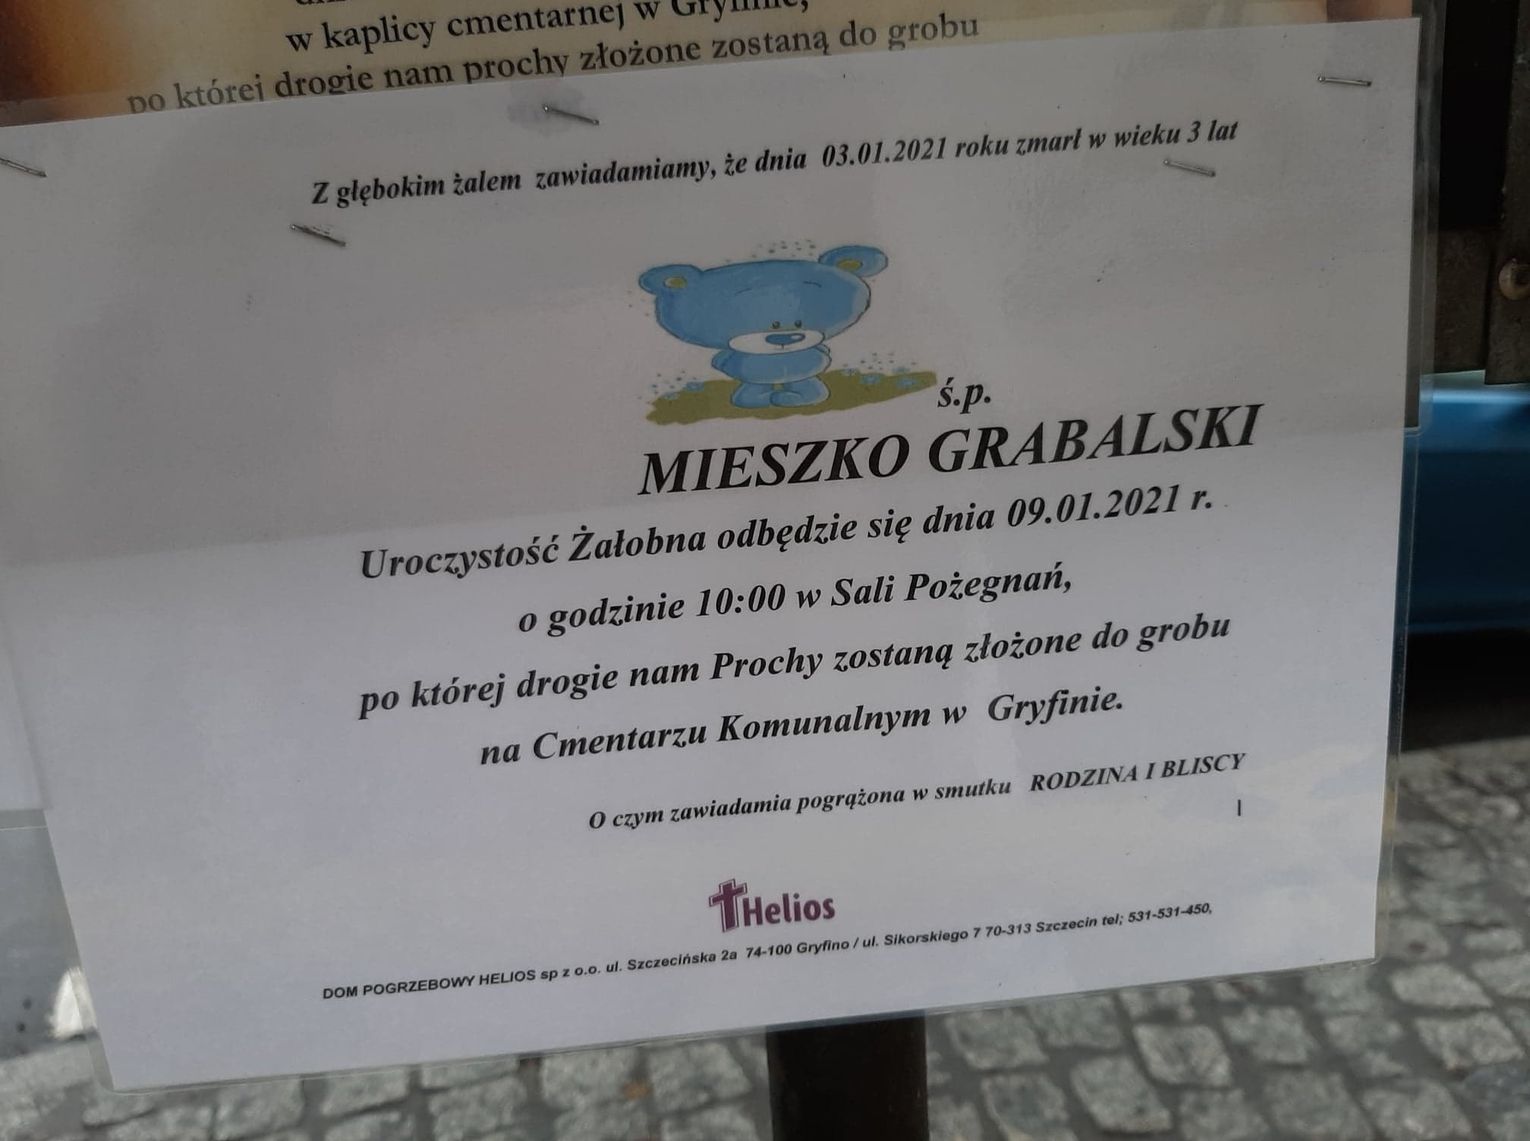 w kaplicy cmentarnej w Gryfinie,
po której drogie nam prochy złożone zostaną do grobu
Z głębokim żalem zawiadamiamy, że dnia 03.01.2021 roku zmarł w wieku 3 lat
ś.p.
MIESZKO GRABALSKI
Uroczystość Żałobna odbędzie się dnia 09.01.2021 r.
o godzinie 10:00 w Sali Pożegnań,
po której drogie nam Prochy zostaną złożone do grobu
na Cmentarzu Komunalnym w Gryfinie.
O czym zawiadamia pogrążona w smutku RODZINA I BLISCY
Helios
DOM POGRZEBOWY HELIOS sp z o.o. ul. Szczecińska 2a 74-100 Gryfino / ul. Sikorskiego 7 70-313 Szczecin tel; 531-531-450,